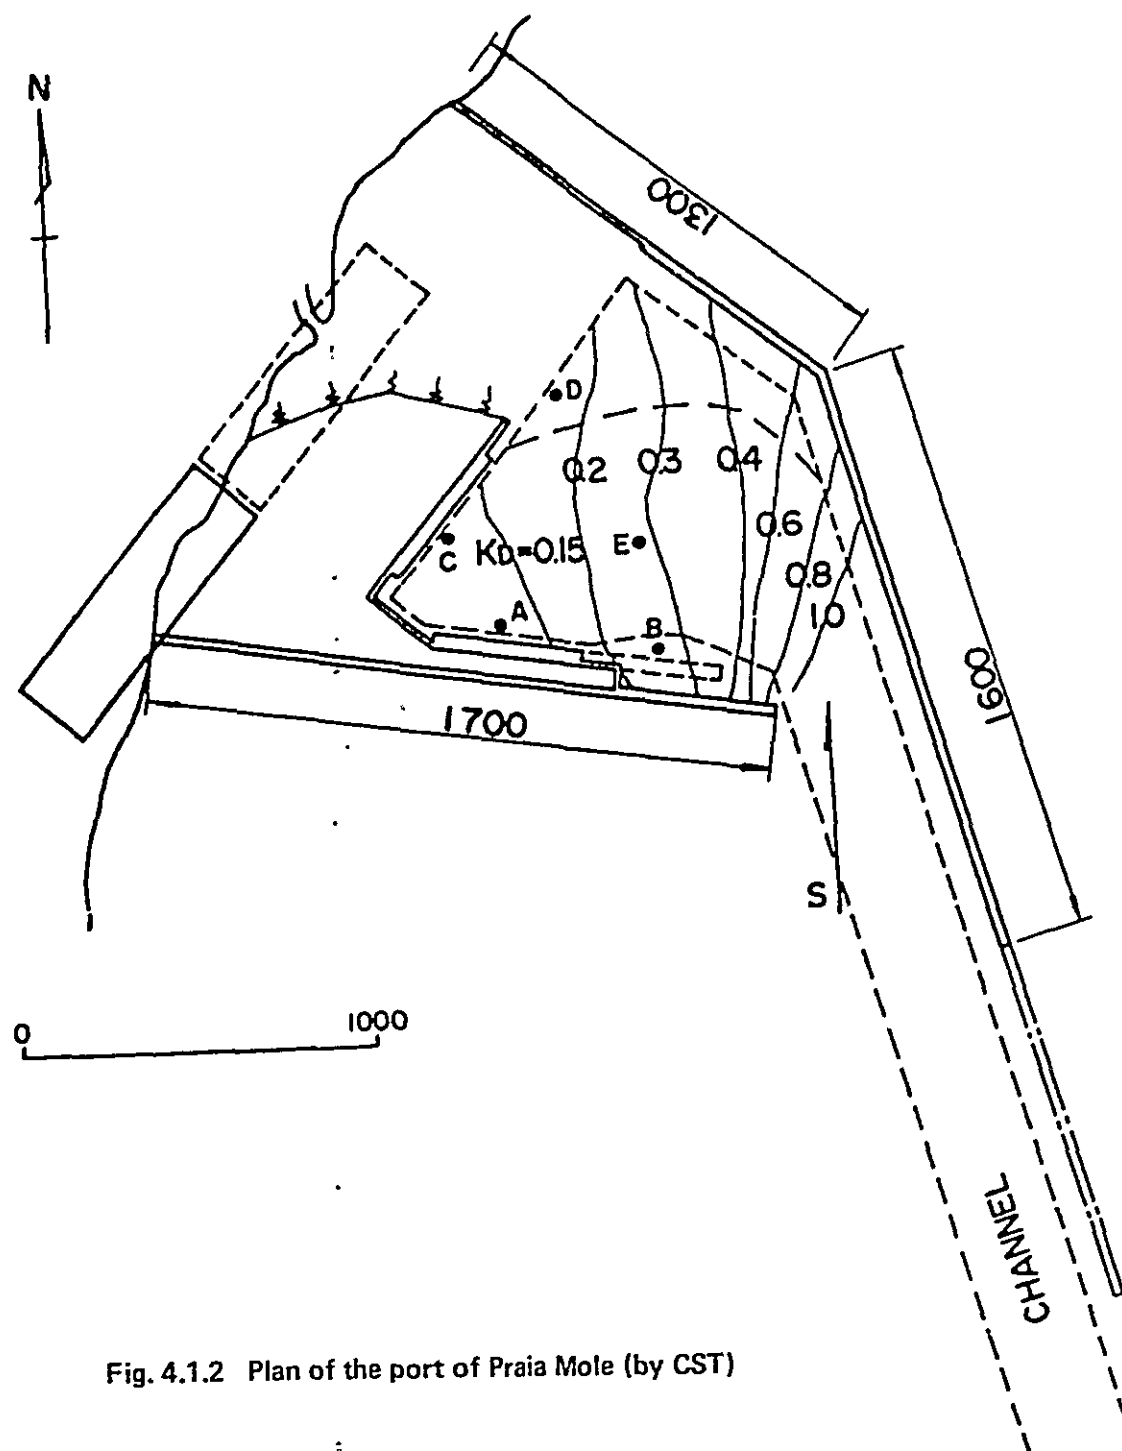 N
1300
D
0.2 0.3 0.4
0.6
C KD=0.15 E
0.8
A 1.0
B
1600
1700
S
0 1000
CHANNEL
Fig. 4.1.2 Plan of the port of Praia Mole (by CST)